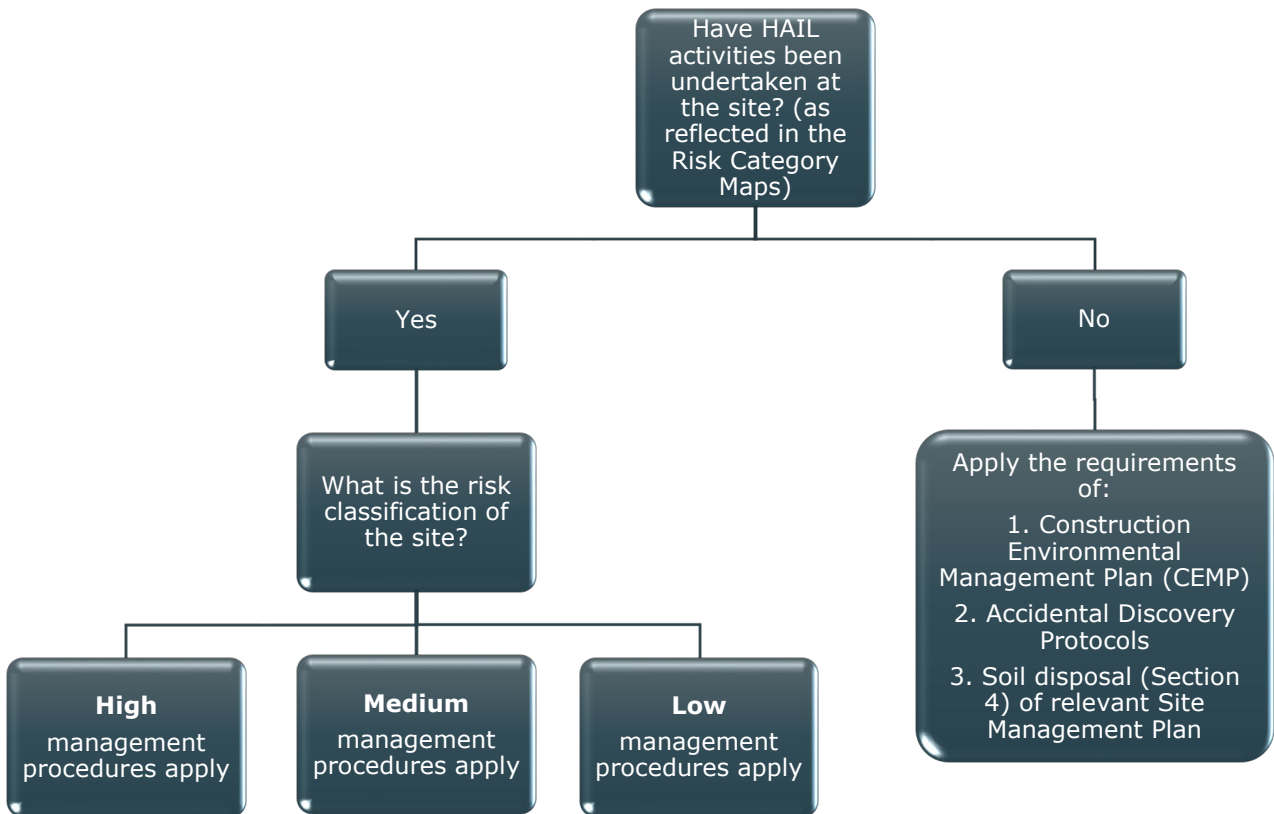 Have HAIL
activities been
undertaken at
the site? (as
reflected in the
Risk Category
Maps)
Yes
No
What is the risk
classification of
the site?
Apply the requirements
of:
1. Construction
Environmental
Management Plan (CEMP)
2. Accidental Discovery
Protocols
3. Soil disposal (Section
4) of relevant Site
Management Plan
High
management
procedures apply
Medium
management
procedures apply
Low
management
procedures apply